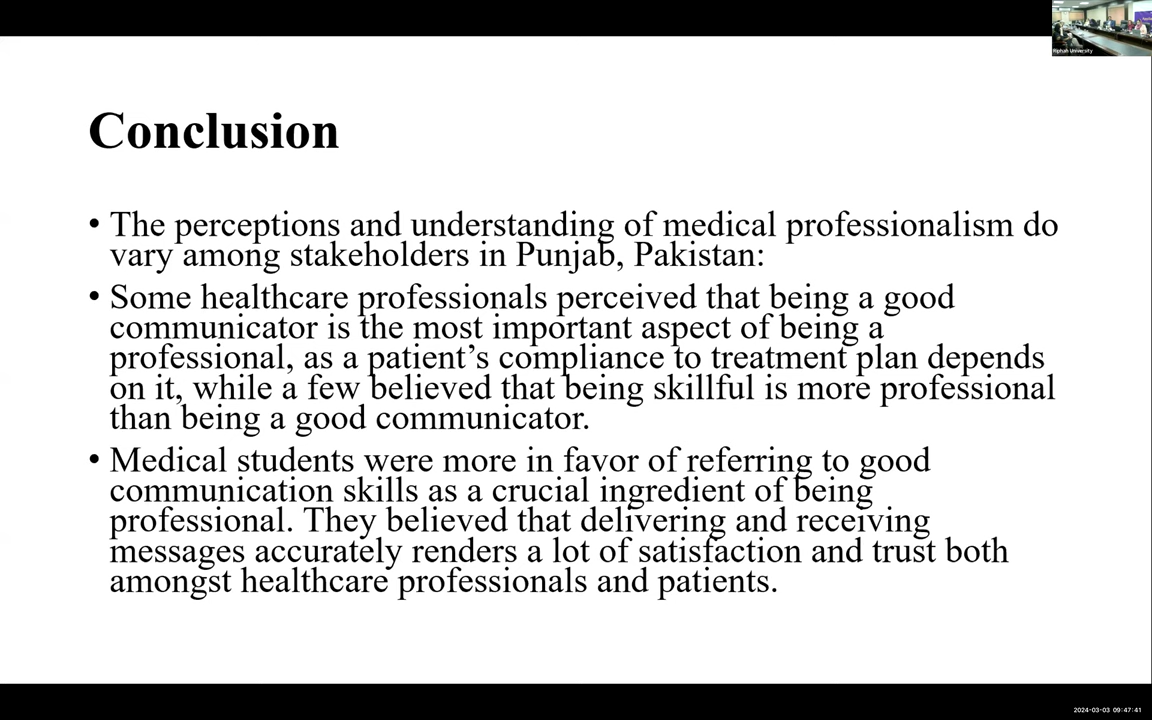 Riphah University
Conclusion
• The perceptions and understanding of medical professionalism do
vary among stakeholders in Punjab, Pakistan:
• Some healthcare professionals perceived that being a good
communicator is the most important aspect of being a
professional, as a patient’s compliance to treatment plan depends
on it, while a few believed that being skillful is more professional
than being a good communicator.
• Medical students were more in favor of referring to good
communication skills as a crucial ingredient of being
professional. They believed that delivering and receiving
messages accurately renders a lot of satisfaction and trust both
amongst healthcare professionals and patients.
2024-03-03 09:47:41